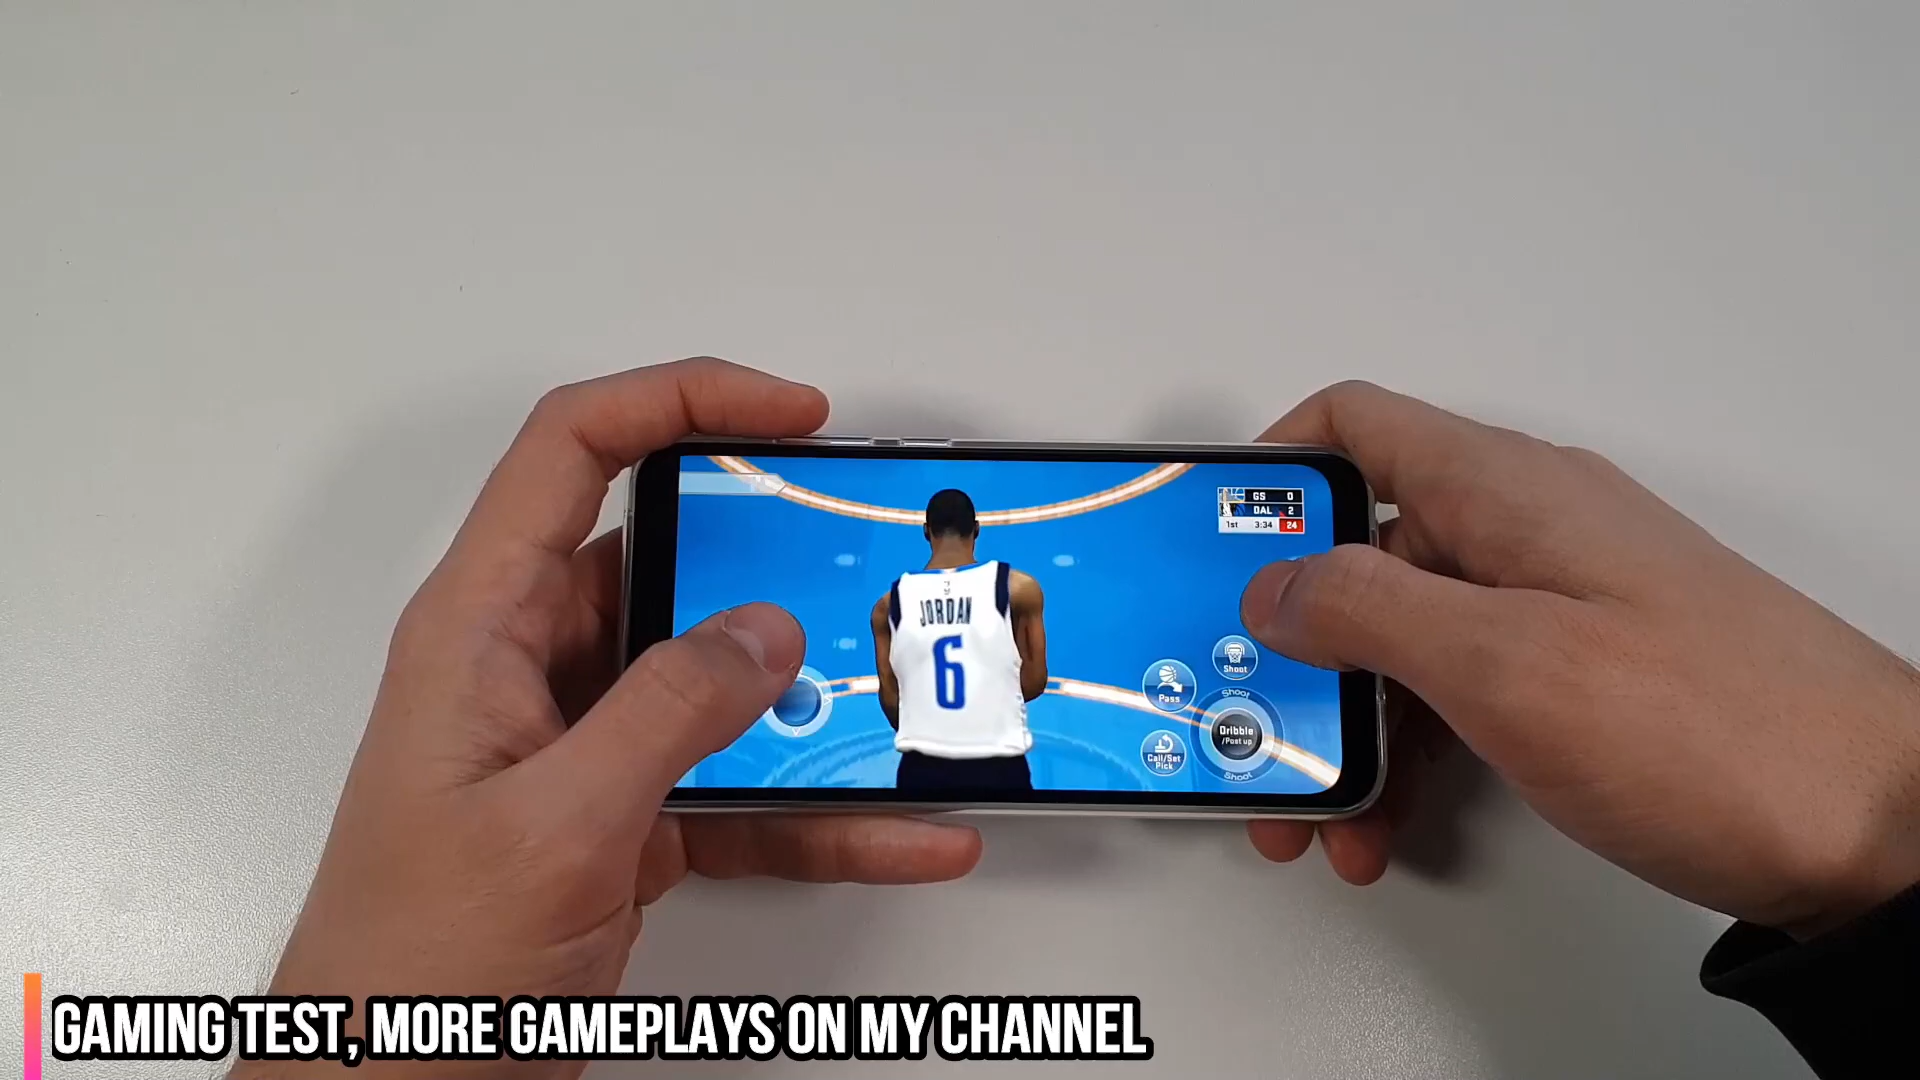 GS 0
DAL 2
1st 3:34 24
JORDAN
6
Shoot
Pass
Shoot
Dribble
/Post up
Call/Set
Pick
Shoot
GAMING TEST, MORE GAMEPLAYS ON MY CHANNEL